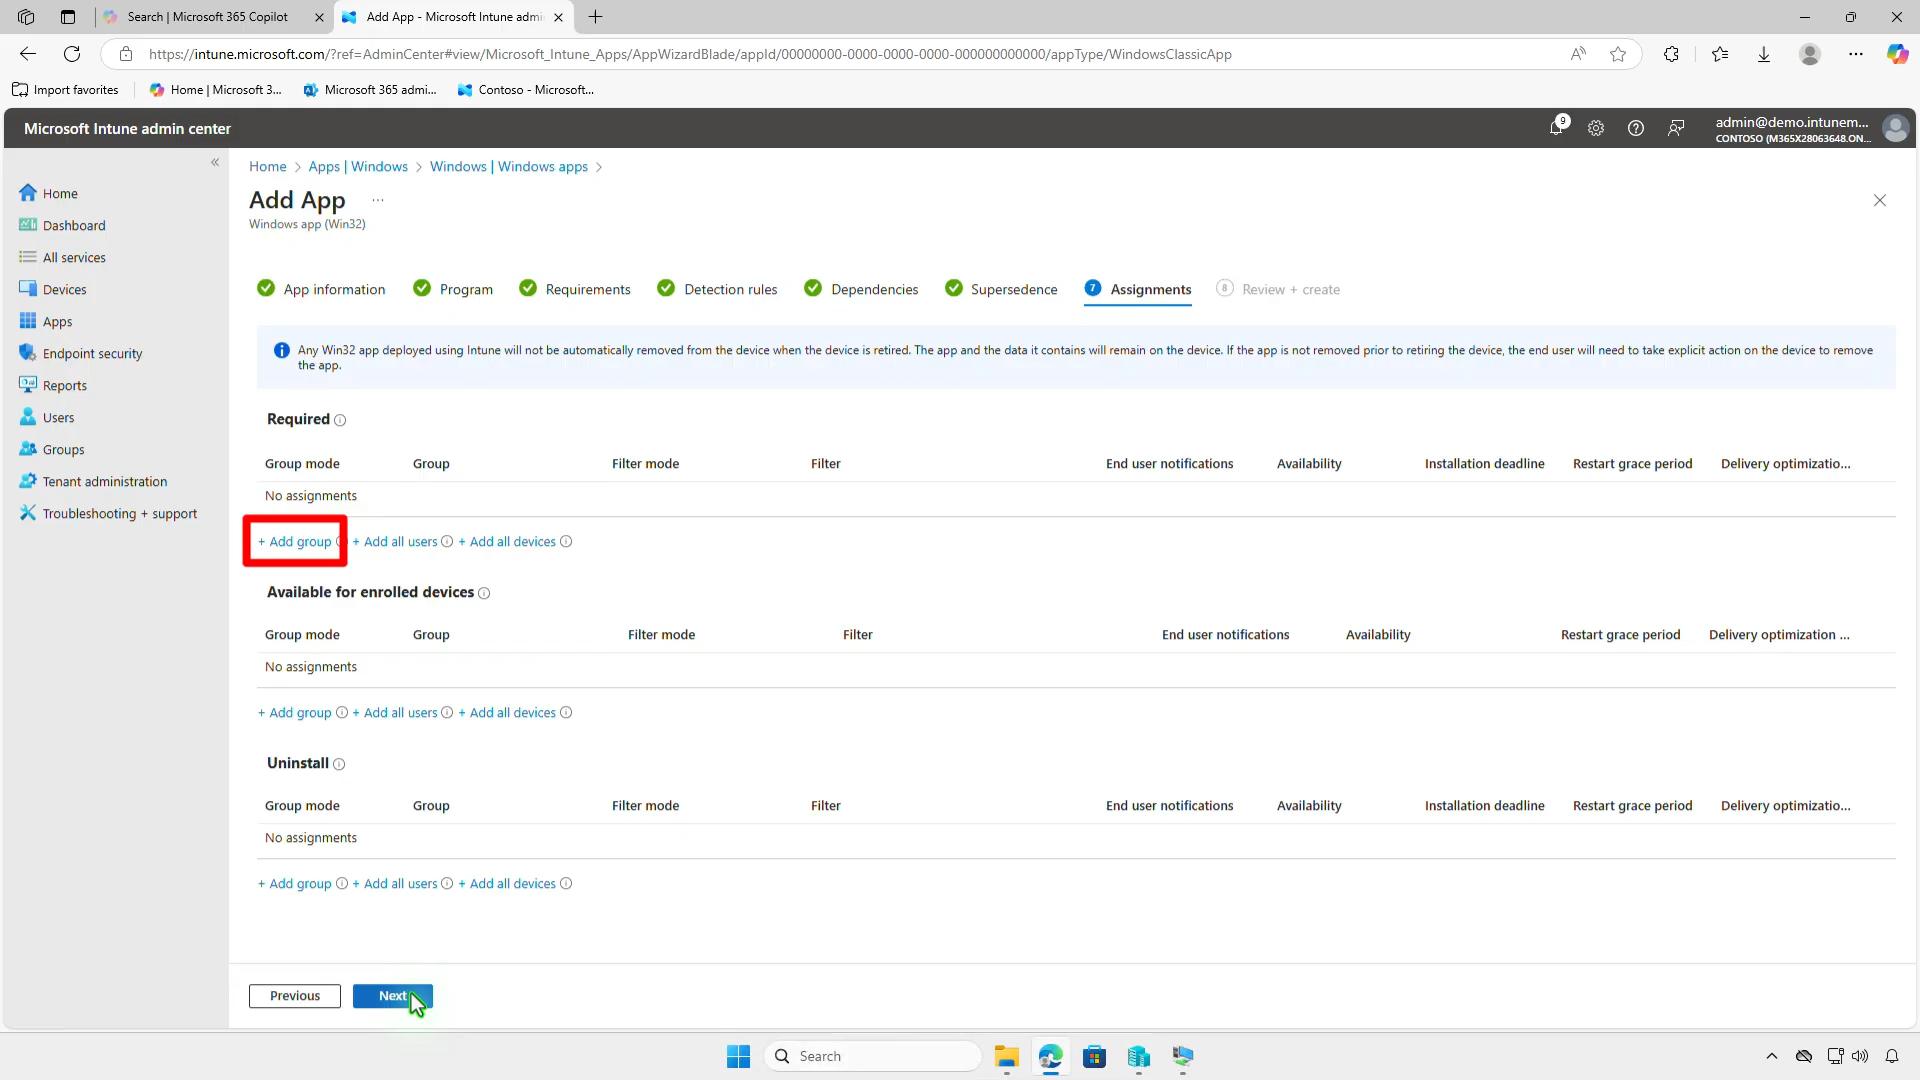 Search | Microsoft 365 Copilot
Add App - Microsoft Intune admi
https://intune.microsoft.com/?ref=AdminCenter#view/Microsoft_Intune_Apps/AppWizardBlade/appId/00000000-0000-0000-0000-000000000000/appType/WindowsClassicApp
Import favorites
Home | Microsoft 3...
Microsoft 365 admi...
Contoso - Microsoft...
Microsoft Intune admin center
9
admin@demo.intunem...
CONTOSO (M365X28063648.ON...
«
Home
Dashboard
All services
Devices
Apps
Endpoint security
Reports
Users
Groups
Tenant administration
Troubleshooting + support
Home > Apps | Windows > Windows | Windows apps >
Add App ...
Windows app (Win32)
App information
Program
Requirements
Detection rules
Dependencies
Supersedence
7 Assignments
8 Review + create
Any Win32 app deployed using Intune will not be automatically removed from the device when the device is retired. The app and the data it contains will remain on the device. If the app is not removed prior to retiring the device, the end user will need to take explicit action on the device to remove
the app.
Required
Group mode Group Filter mode Filter End user notifications Availability Installation deadline Restart grace period Delivery optimizatio...
No assignments
+ Add group + Add all users + Add all devices
Available for enrolled devices
Group mode Group Filter mode Filter End user notifications Availability Restart grace period Delivery optimization ...
No assignments
+ Add group + Add all users + Add all devices
Uninstall
Group mode Group Filter mode Filter End user notifications Availability Installation deadline Restart grace period Delivery optimizatio...
No assignments
+ Add group + Add all users + Add all devices
Previous
Next
Search